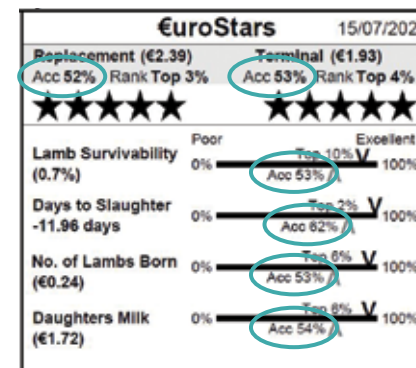 €uroStars 15/07/202
Replacement (€2.39) Terminal (€1.93)
Acc 52% Rank Top 3% Acc 53% Rank Top 4%
Poor Excellent
Lamb Survivability
(0.7%)
0% Top 10% 100%
Acc 53%
Days to Slaughter
-11.96 days
0% Top 2% 100%
Acc 62%
No. of Lambs Born
(€0.24)
0% Top 6% 100%
Acc 53%
Daughters Milk
(€1.72)
0% Top 6% 100%
Acc 54%